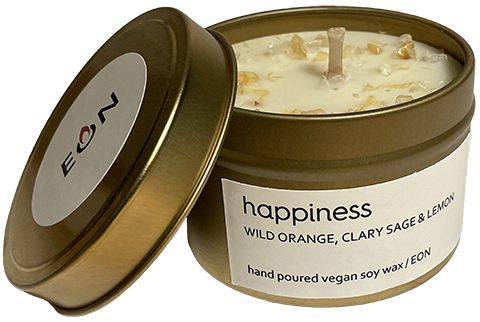 EON
happiness
WILD ORANGE, CLARY SAGE & LEMON
hand poured vegan soy wax / EON